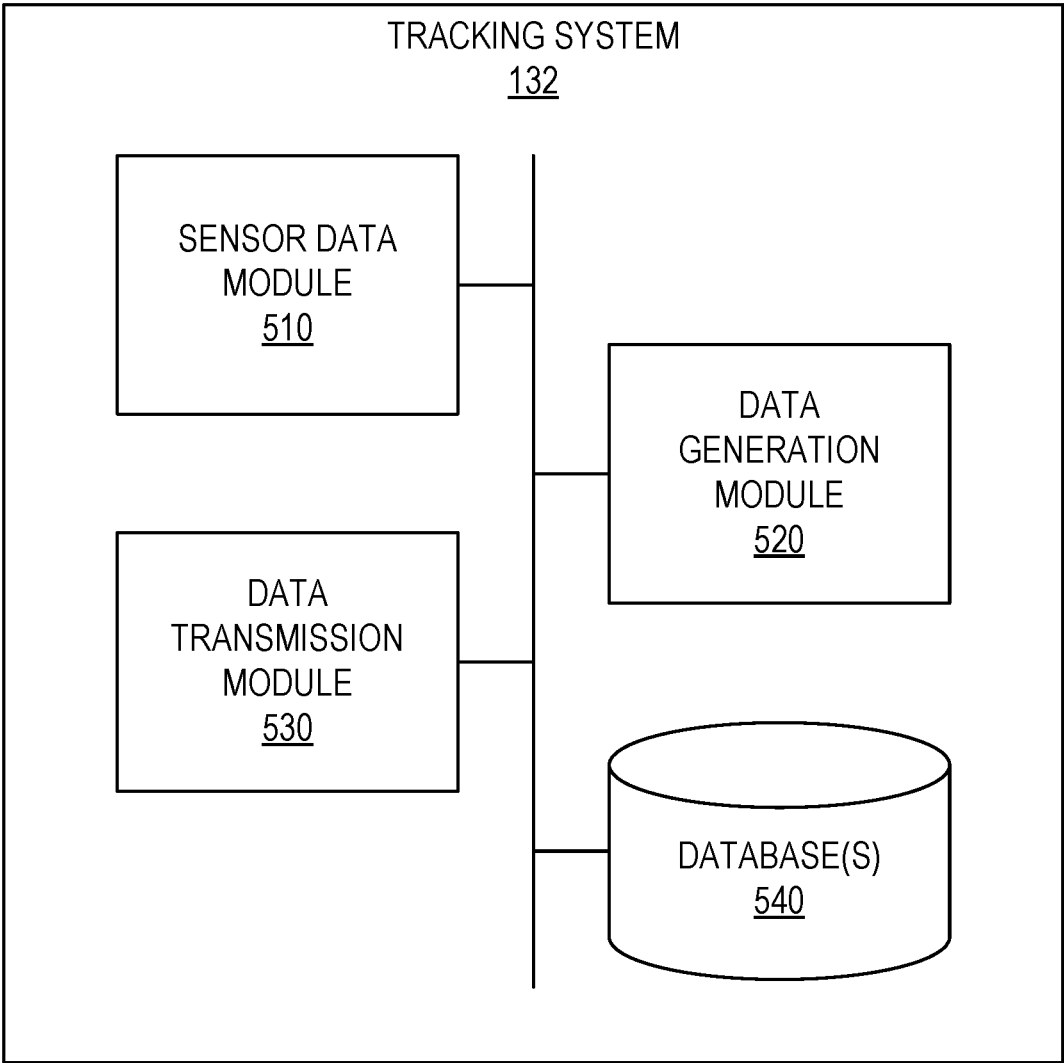 TRACKING SYSTEM
132
SENSOR DATA
MODULE
510
DATA
GENERATION
MODULE
520
DATA
TRANSMISSION
MODULE
530
DATABASE(S)
540